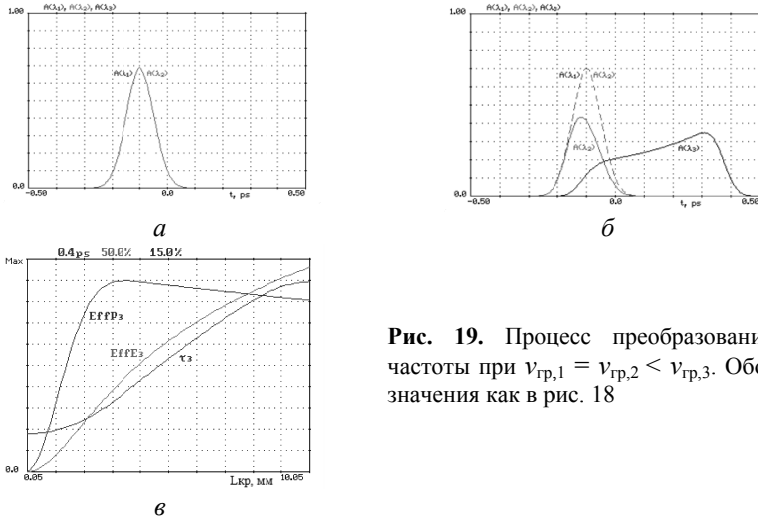 A(λ₁), A(λ₂), A(λ₃)
1.00
A(λ₁) A(λ₂)
0.0
-0.50 0.0 t, ps 0.50
а
A(λ₁), A(λ₂), A(λ₃)
1.00
A(λ₁) A(λ₂)
A(λ₃)
0.0
-0.50 0.0 t, ps 0.50
б
0.4ps 50.0% 15.0%
Max
EffP₃
EffE₃
τ₃
0.0
0.05 Lкр, мм 10.05
в
Рис. 19. Процесс преобразовани
частоты при vгр,1 = vгр,2 < vгр,3. Обо
значения как в рис. 18